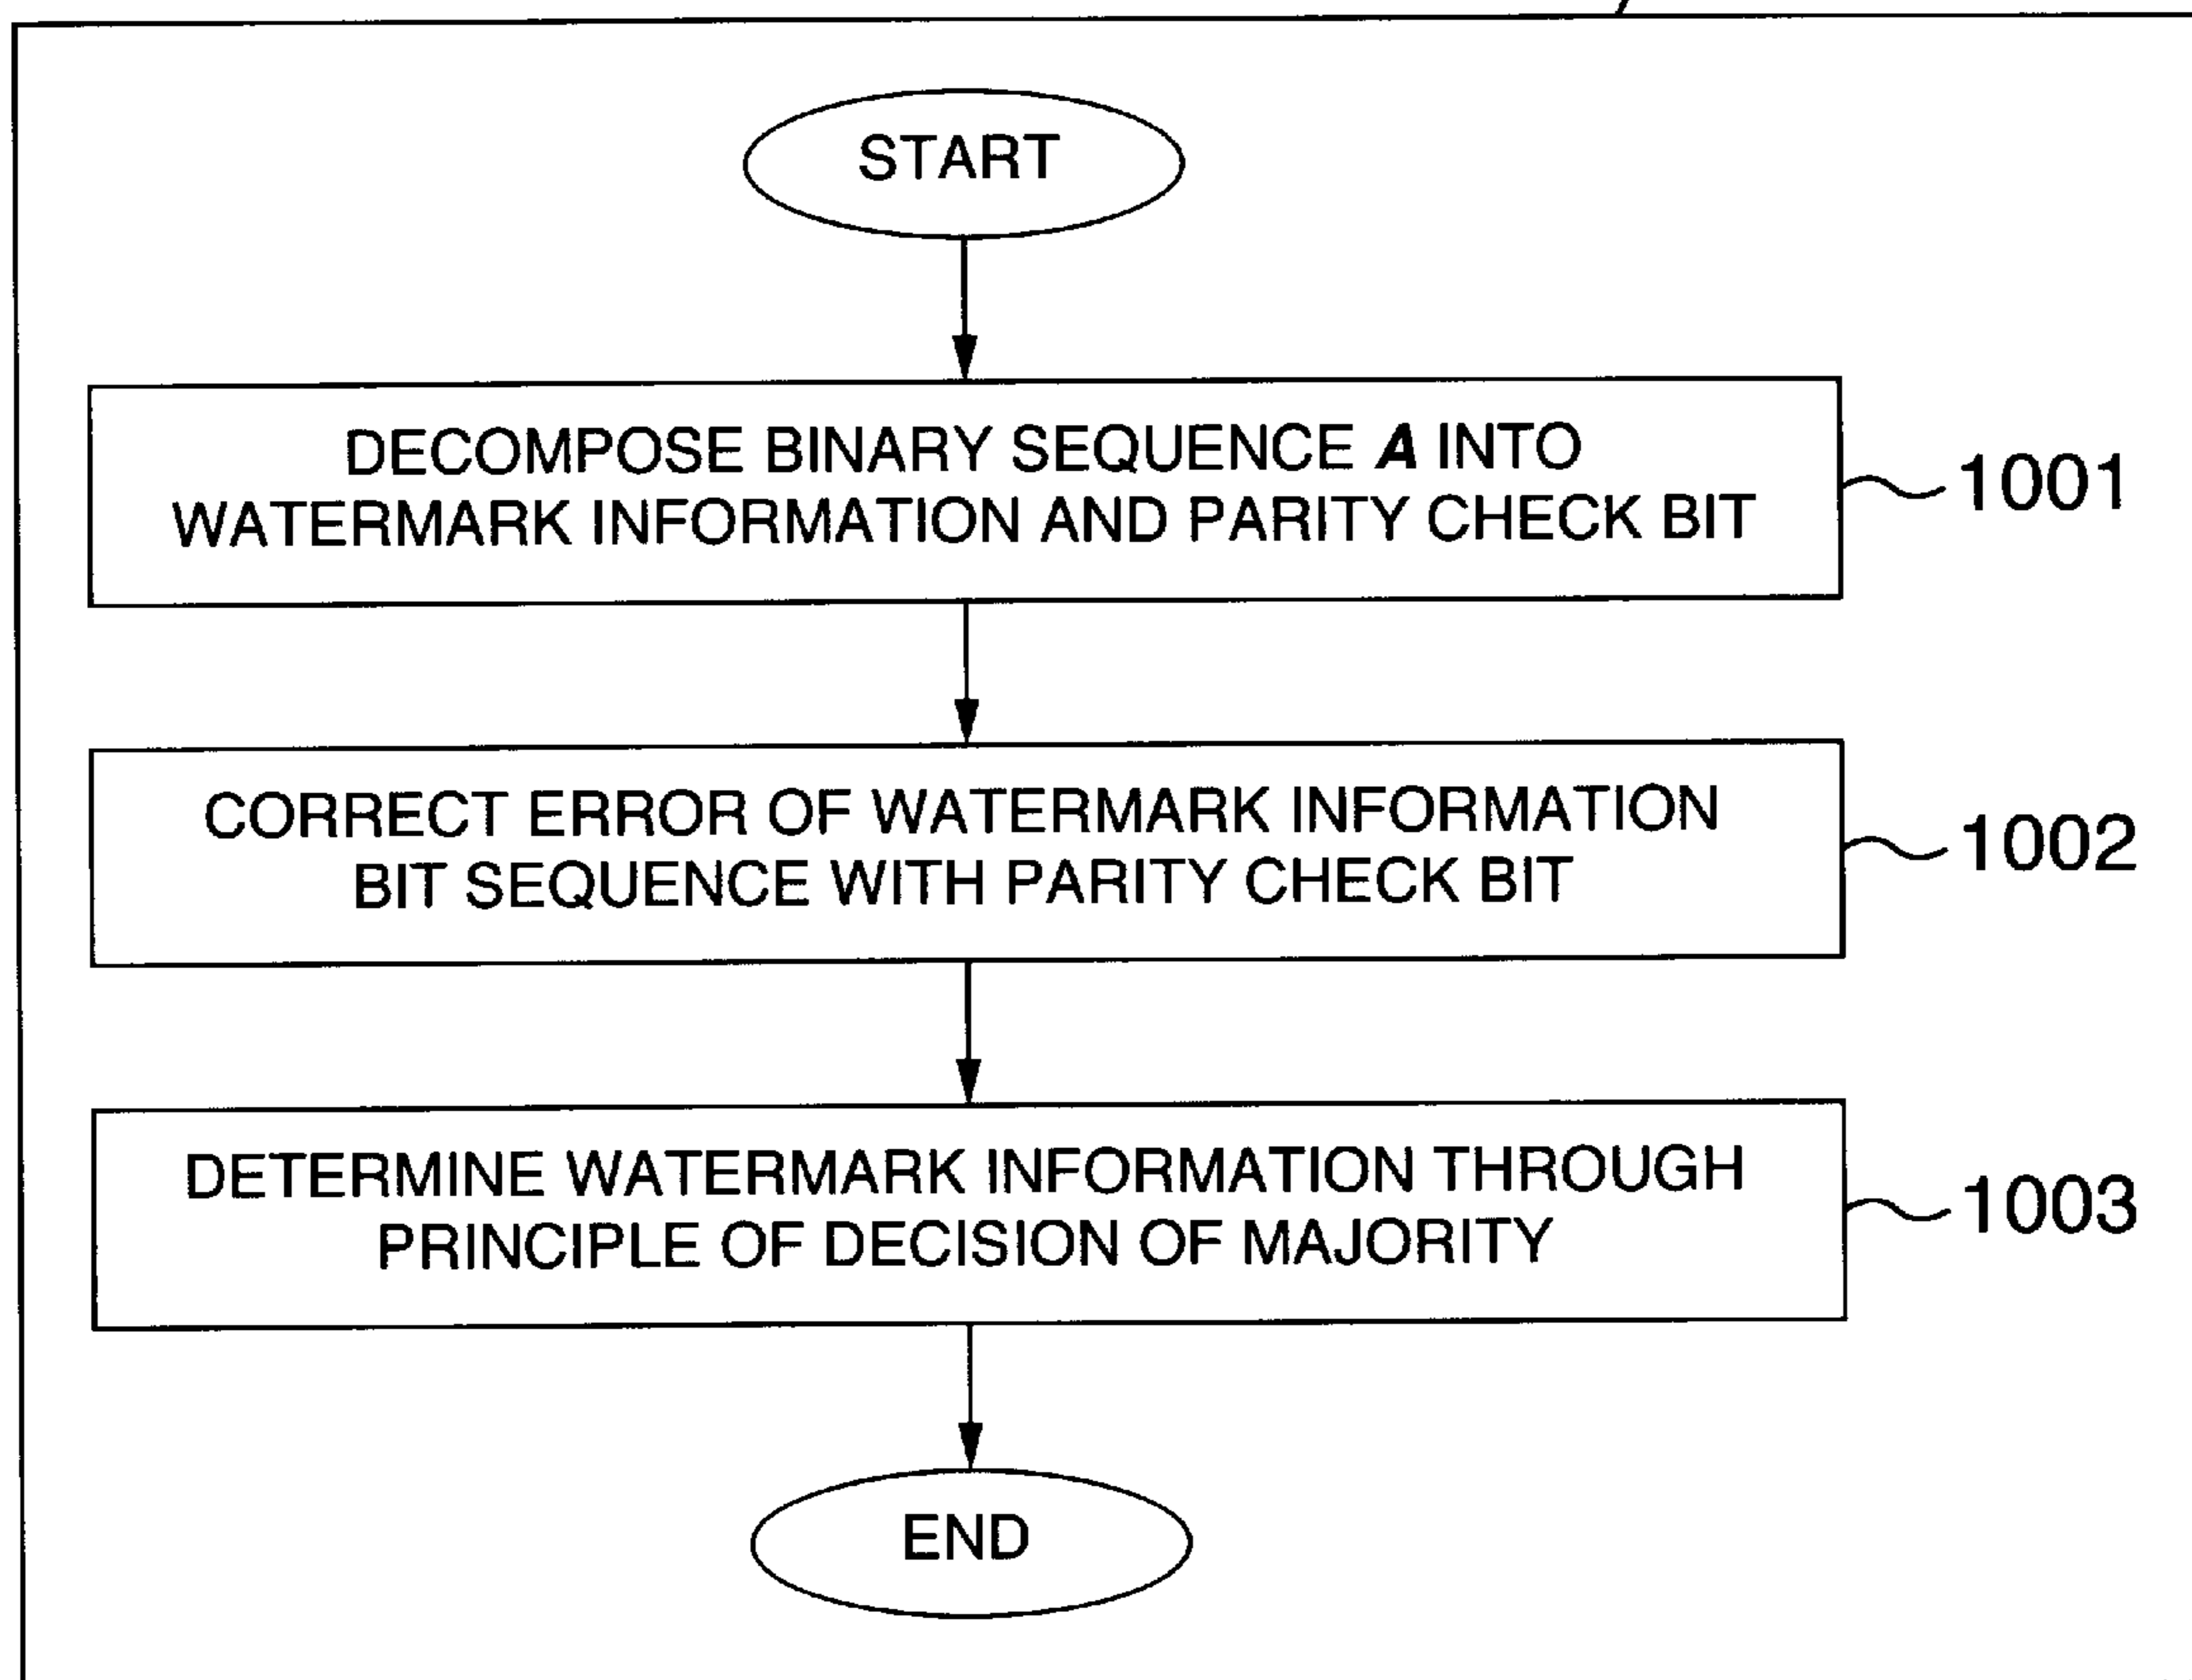 START
DECOMPOSE BINARY SEQUENCE A INTO
WATERMARK INFORMATION AND PARITY CHECK BIT
1001
CORRECT ERROR OF WATERMARK INFORMATION
BIT SEQUENCE WITH PARITY CHECK BIT
1002
DETERMINE WATERMARK INFORMATION THROUGH
PRINCIPLE OF DECISION OF MAJORITY
1003
END